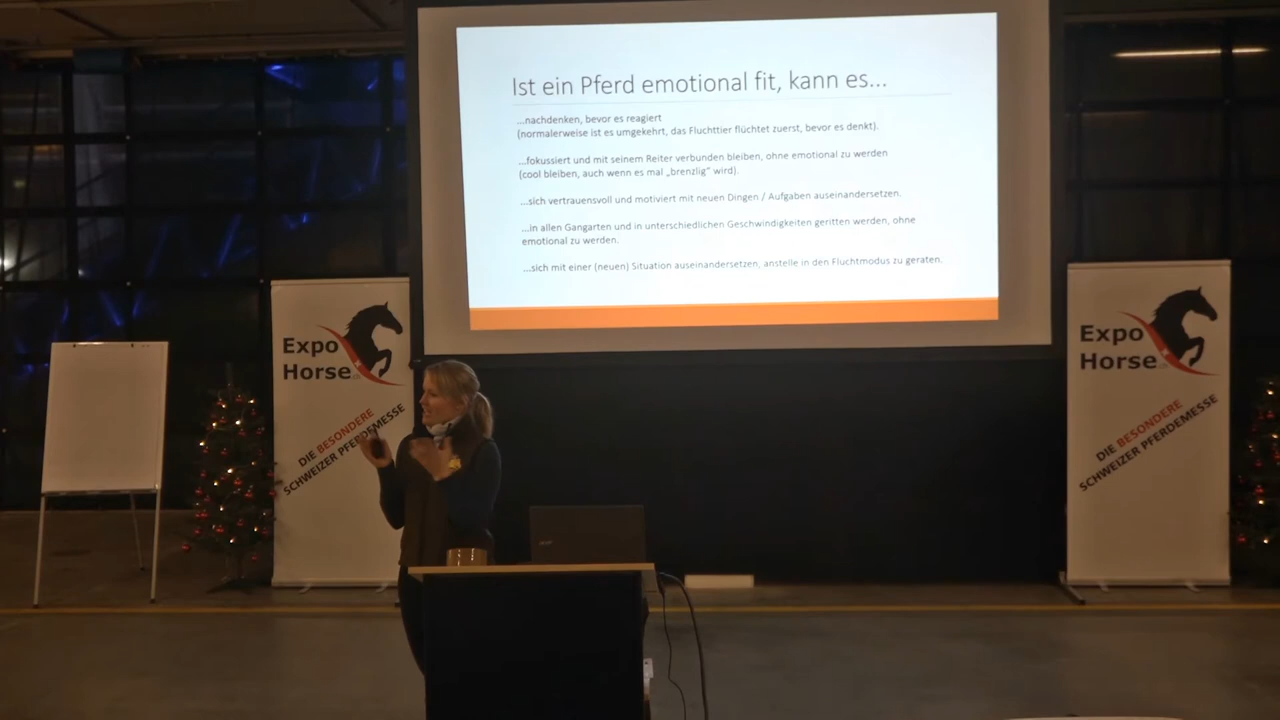 Ist ein Pferd emotional fit, kann es...
...nachdenken, bevor es reagiert
(normalerweise ist es umgekehrt, das Fluchttier flüchtet zuerst, bevor es denkt).
...fokussiert und mit seinem Reiter verbunden bleiben, ohne emotional zu werden
(cool bleiben, auch wenn es mal „brenzlig" wird).
...sich vertrauensvoll und motiviert mit neuen Dingen / Aufgaben auseinandersetzen.
...in allen Gangarten und in unterschiedlichen Geschwindigkeiten geritten werden, ohne
emotional zu werden.
...sich mit einer (neuen) Situation auseinandersetzen, anstelle in den Fluchtmodus zu geraten.
Expo
Horse
DIE BESONDERE
SCHWEIZER PFERDEMESSE
Expo
Horse
DIE BESONDERE
SCHWEIZER PFERDEMESSE